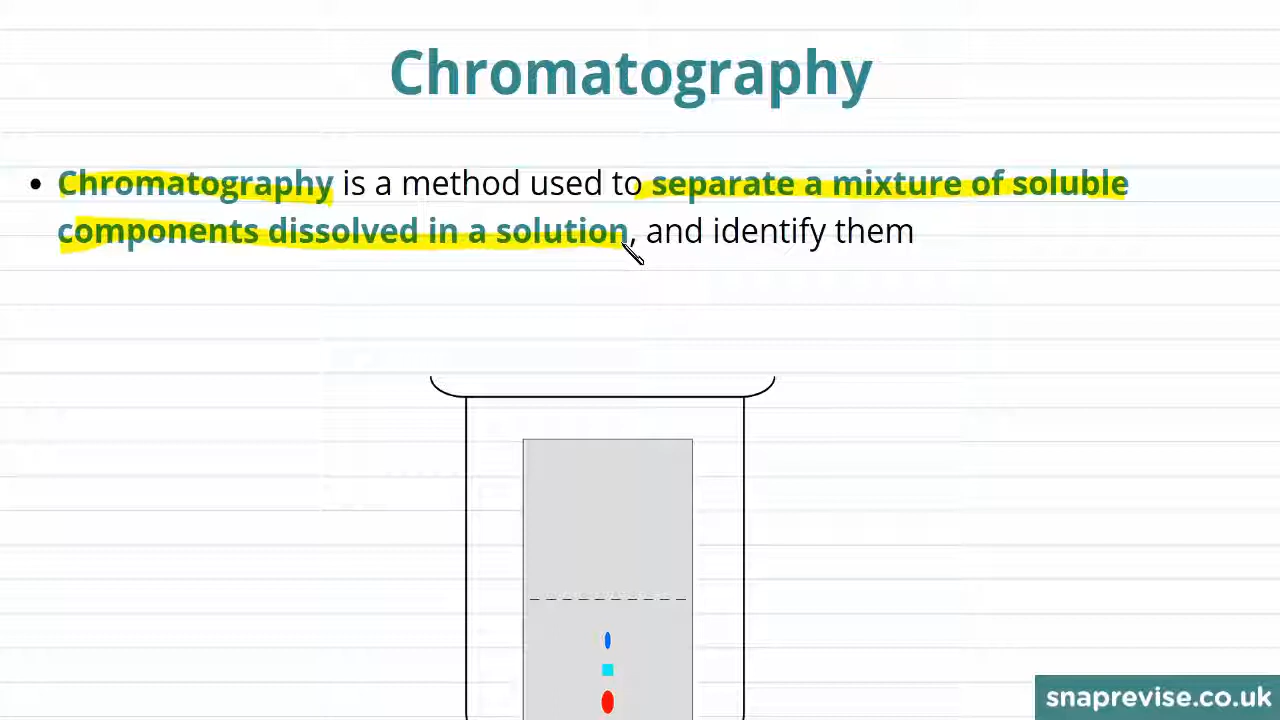 Chromatography
• Chromatography is a method used to separate a mixture of soluble
components dissolved in a solution, and identify them
snaprevise.co.uk